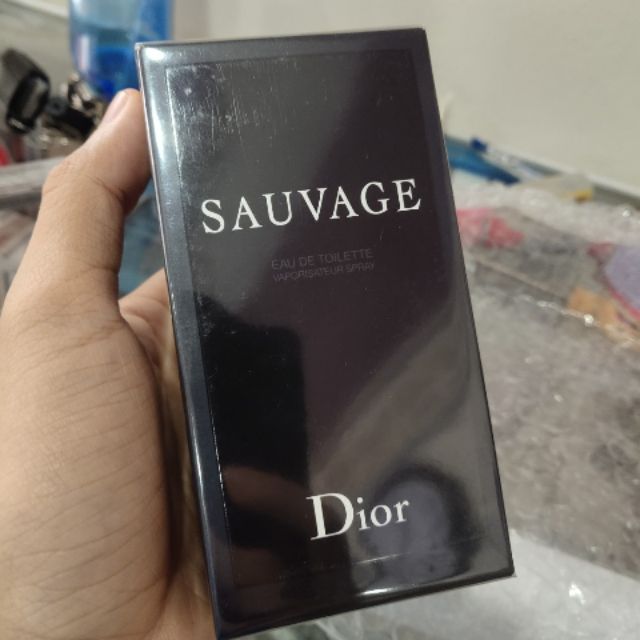 SAUVAGE
EAU DE TOILETTE
VAPORISATEUR SPRAY
Dior